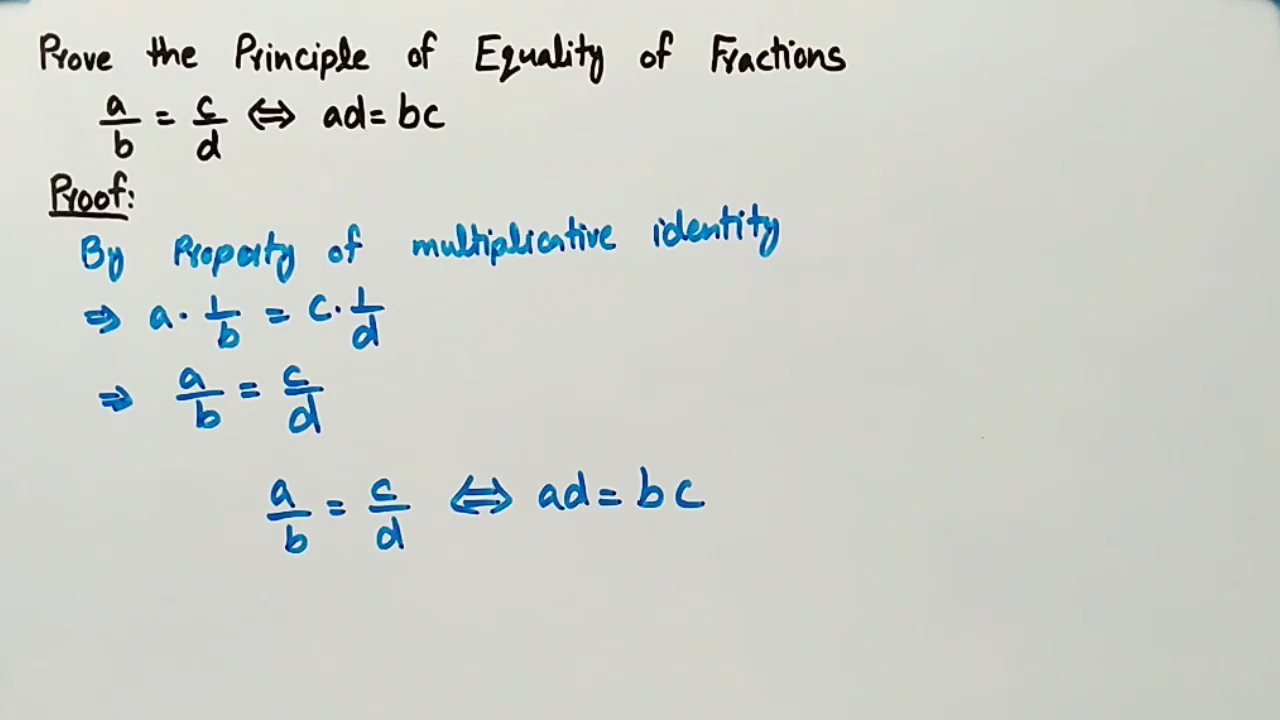 Prove the Principle of Equality of Fractions
a/b = c/d ⇔ ad = bc
Proof:
By Property of multiplicative identity
⇒ a · 1/b = c · 1/d
⇒ a/b = c/d
a/b = c/d ⇔ ad = bc